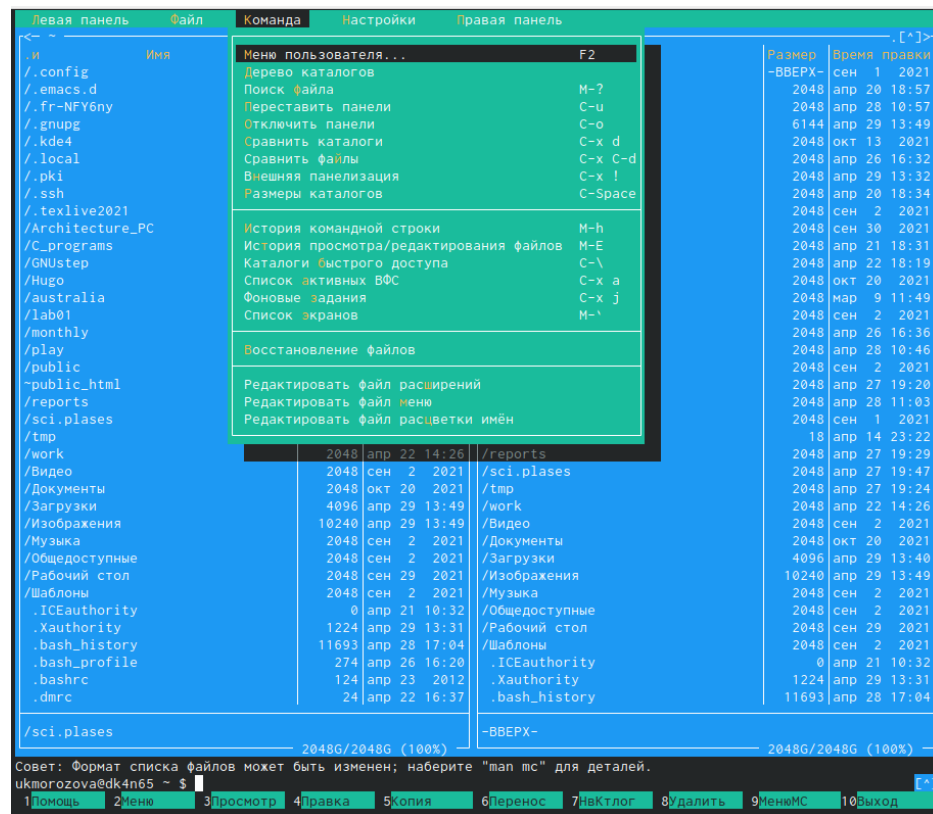 Левая панель Файл Команда Настройки Правая панель
<— ~ .[^]>
.и Имя Меню пользователя... F2 Размер Время правки
/.config Дерево каталогов -ВВЕРХ- сен 1 2021
/.emacs.d Поиск файла M-? 2048 апр 20 18:57
/.fr-NFY6ny Переставить панели C-u 2048 апр 28 10:57
/.gnupg Отключить панели C-o 6144 апр 29 13:49
/.kde4 Сравнить каталоги C-x d 2048 окт 13 2021
/.local Сравнить файлы C-x C-d 2048 апр 26 16:32
/.pki Внешняя панелизация C-x ! 2048 апр 29 13:32
/.ssh Размеры каталогов C-Space 2048 апр 20 18:34
/.texlive2021 2048 сен 2 2021
/Architecture_PC История командной строки M-h 2048 сен 30 2021
/C_programs История просмотра/редактирования файлов M-E 2048 апр 21 18:31
/GNUstep Каталоги быстрого доступа C-\ 2048 апр 22 18:19
/Hugo Список активных ВФС C-x a 2048 окт 20 2021
/australia Фоновые задания C-x j 2048 мар 9 11:49
/lab01 Список экранов M-` 2048 сен 2 2021
/monthly 2048 апр 26 16:36
/play Восстановление файлов 2048 апр 28 10:46
/public 2048 сен 2 2021
~public_html Редактировать файл расширений 2048 апр 27 19:20
/reports Редактировать файл меню 2048 апр 28 11:03
/sci.plases Редактировать файл расцветки имён 2048 сен 1 2021
/tmp 18 апр 14 23:22
/work 2048 апр 22 14:26 /reports 2048 апр 27 19:29
/Видео 2048 сен 2 2021 /sci.plases 2048 апр 27 19:47
/Документы 2048 окт 20 2021 /tmp 2048 апр 27 19:24
/Загрузки 4096 апр 29 13:49 /work 2048 апр 22 14:26
/Изображения 10240 апр 29 13:49 /Видео 2048 сен 2 2021
/Музыка 2048 сен 2 2021 /Документы 2048 окт 20 2021
/Общедоступные 2048 сен 2 2021 /Загрузки 4096 апр 29 13:40
/Рабочий стол 2048 сен 29 2021 /Изображения 10240 апр 29 13:49
/Шаблоны 2048 сен 2 2021 /Музыка 2048 сен 2 2021
.ICEauthority 0 апр 21 10:32 /Общедоступные 2048 сен 2 2021
.Xauthority 1224 апр 29 13:31 /Рабочий стол 2048 сен 29 2021
.bash_history 11693 апр 28 17:04 /Шаблоны 2048 сен 2 2021
.bash_profile 274 апр 26 16:20 .ICEauthority 0 апр 21 10:32
.bashrc 124 апр 23 2012 .Xauthority 1224 апр 29 13:31
.dmrc 24 апр 22 16:37 .bash_history 11693 апр 28 17:04
/sci.plases -ВВЕРХ-
2048G/2048G (100%) 2048G/2048G (100%)
Совет: Формат списка файлов может быть изменен; наберите "man mc" для деталей.
ukmorozova@dk4n65 ~ $ [^
1Помощь 2Меню 3Просмотр 4Правка 5Копия 6Перенос 7НвКтлог 8Удалить 9МенюМС 10Выход